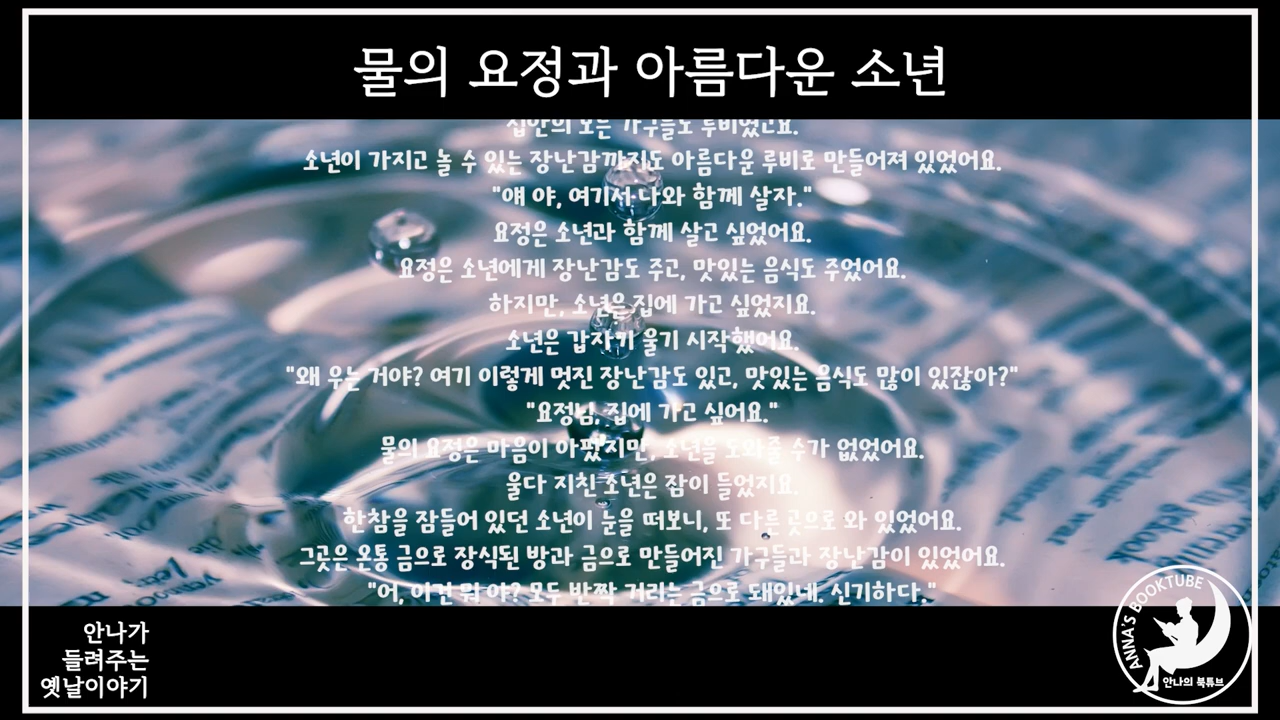 물의 요정과 아름다운 소년
집안의 모든 가구들도 루비였고요.
소년이 가지고 놀 수 있는 장난감까지도 아름다운 루비로 만들어져 있었어요.
"얘 야, 여기서 나와 함께 살자."
요정은 소년과 함께 살고 싶었어요.
요정은 소년에게 장난감도 주고, 맛있는 음식도 주었어요.
하지만, 소년은 집에 가고 싶었지요.
소년은 갑자기 울기 시작했어요.
"왜 우는 거야? 여기 이렇게 멋진 장난감도 있고, 맛있는 음식도 많이 있잖아?"
"요정님, 집에 가고 싶어요."
물의 요정은 마음이 아팠지만, 소년을 도와줄 수가 없었어요.
울다 지친 소년은 잠이 들었지요.
한참을 잠들어 있던 소년이 눈을 떠보니, 또 다른 곳으로 와 있었어요.
그곳은 온통 금으로 장식된 방과 금으로 만들어진 가구들과 장난감이 있었어요.
"어, 이건 뭐 야? 모두 반짝 거리는 금으로 돼있네. 신기하다."
안나가
들려주는
옛날이야기
ANNA'S BOOKTUBE
안나의 북튜브